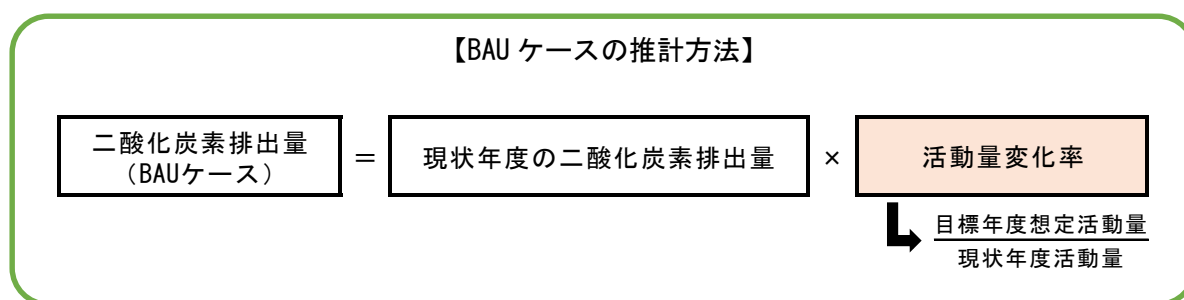 【BAUケースの推計方法】
二酸化炭素排出量
(BAUケース)
＝
現状年度の二酸化炭素排出量
×
活動量変化率
目標年度想定活動量
現状年度活動量